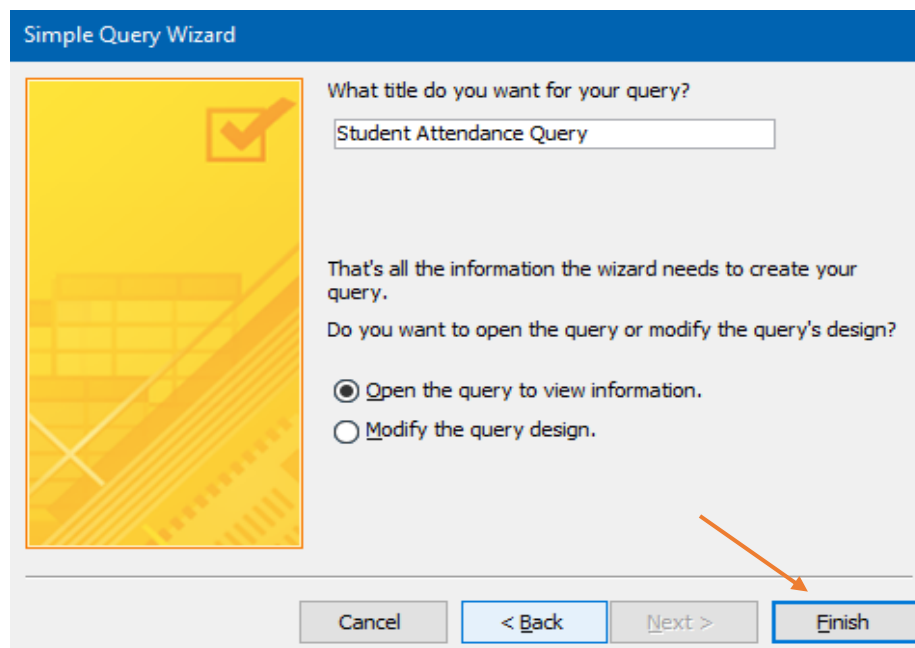 Simple Query Wizard
What title do you want for your query?
Student Attendance Query
That's all the information the wizard needs to create your
query.
Do you want to open the query or modify the query's design?
Open the query to view information.
Modify the query design.
Cancel
< Back
Next >
Finish